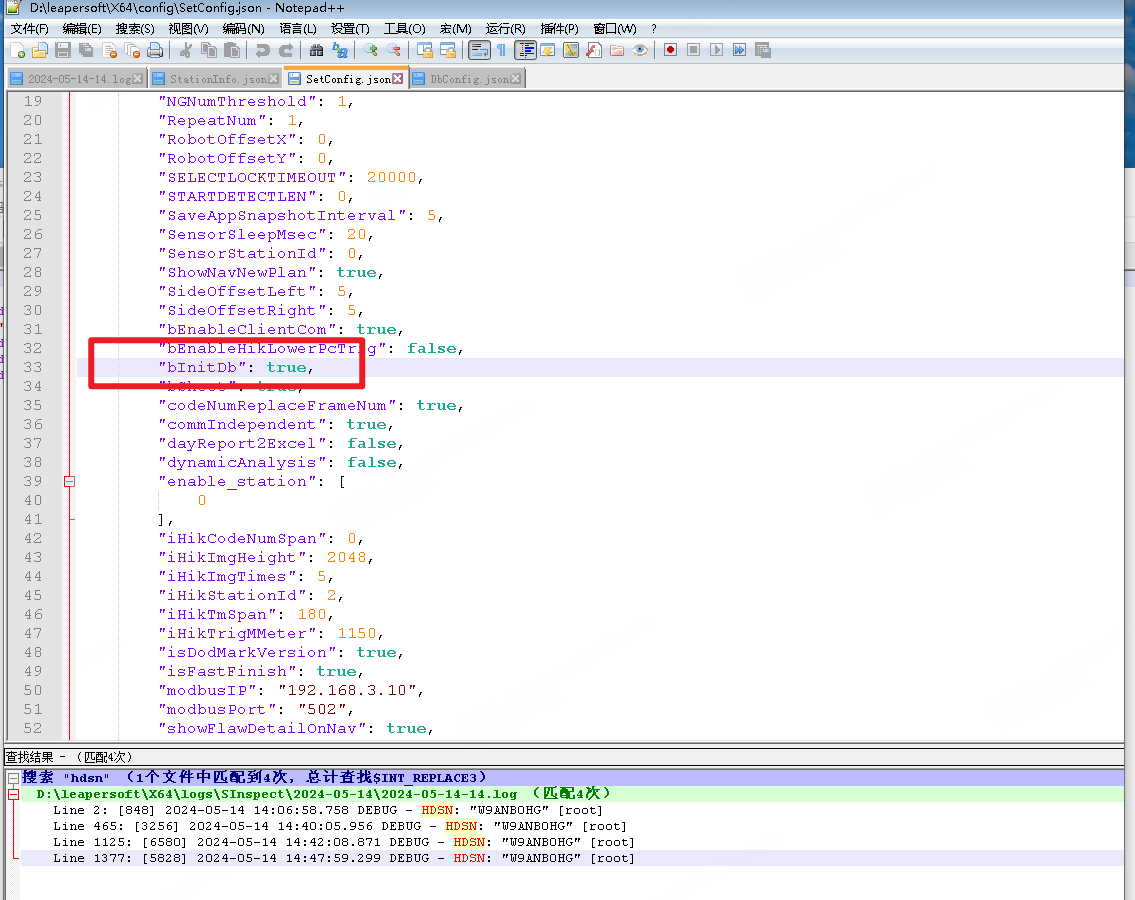 D:\leapersoft\X64\config\SetConfig.json - Notepad++
文件(F) 编辑(E) 搜索(S) 视图(V) 编码(N) 语言(L) 设置(T) 工具(O) 宏(M) 运行(R) 插件(P) 窗口(W) ?
2024-05-14-14.log StationInfo.json SetConfig.json DbConfig.json
19 "NGNumThreshold": 1,
20 "RepeatNum": 1,
21 "RobotOffsetX": 0,
22 "RobotOffsetY": 0,
23 "SELECTLOCKTIMEOUT": 20000,
24 "STARTDETECTLEN": 0,
25 "SaveAppSnapshotInterval": 5,
26 "SensorSleepMsec": 20,
27 "SensorStationId": 0,
28 "ShowNavNewPlan": true,
29 "SideOffsetLeft": 5,
30 "SideOffsetRight": 5,
31 "bEnableClientCom": true,
32 "bEnableHikLowerPcTrig": false,
33 "bInitDb": true,
34 "bSheet": true,
35 "codeNumReplaceFrameNum": true,
36 "commIndependent": true,
37 "dayReport2Excel": false,
38 "dynamicAnalysis": false,
39 "enable_station": [
40 0
41 ],
42 "iHikCodeNumSpan": 0,
43 "iHikImgHeight": 2048,
44 "iHikImgTimes": 5,
45 "iHikStationId": 2,
46 "iHikTmSpan": 180,
47 "iHikTrigMMeter": 1150,
48 "isDodMarkVersion": true,
49 "isFastFinish": true,
50 "modbusIP": "192.168.3.10",
51 "modbusPort": "502",
52 "showFlawDetailOnNav": true,
查找结果 - （匹配4次）
搜索 "hdsn" （1个文件中匹配到4次，总计查找$INT_REPLACE3）
D:\leapersoft\X64\logs\SInspect\2024-05-14\2024-05-14-14.log （匹配4次）
Line 2: [848] 2024-05-14 14:06:58.758 DEBUG - HDSN: "W9ANBOHG" [root]
Line 465: [3256] 2024-05-14 14:40:05.956 DEBUG - HDSN: "W9ANBOHG" [root]
Line 1125: [6580] 2024-05-14 14:42:08.871 DEBUG - HDSN: "W9ANBOHG" [root]
Line 1377: [5828] 2024-05-14 14:47:59.299 DEBUG - HDSN: "W9ANBOHG" [root]